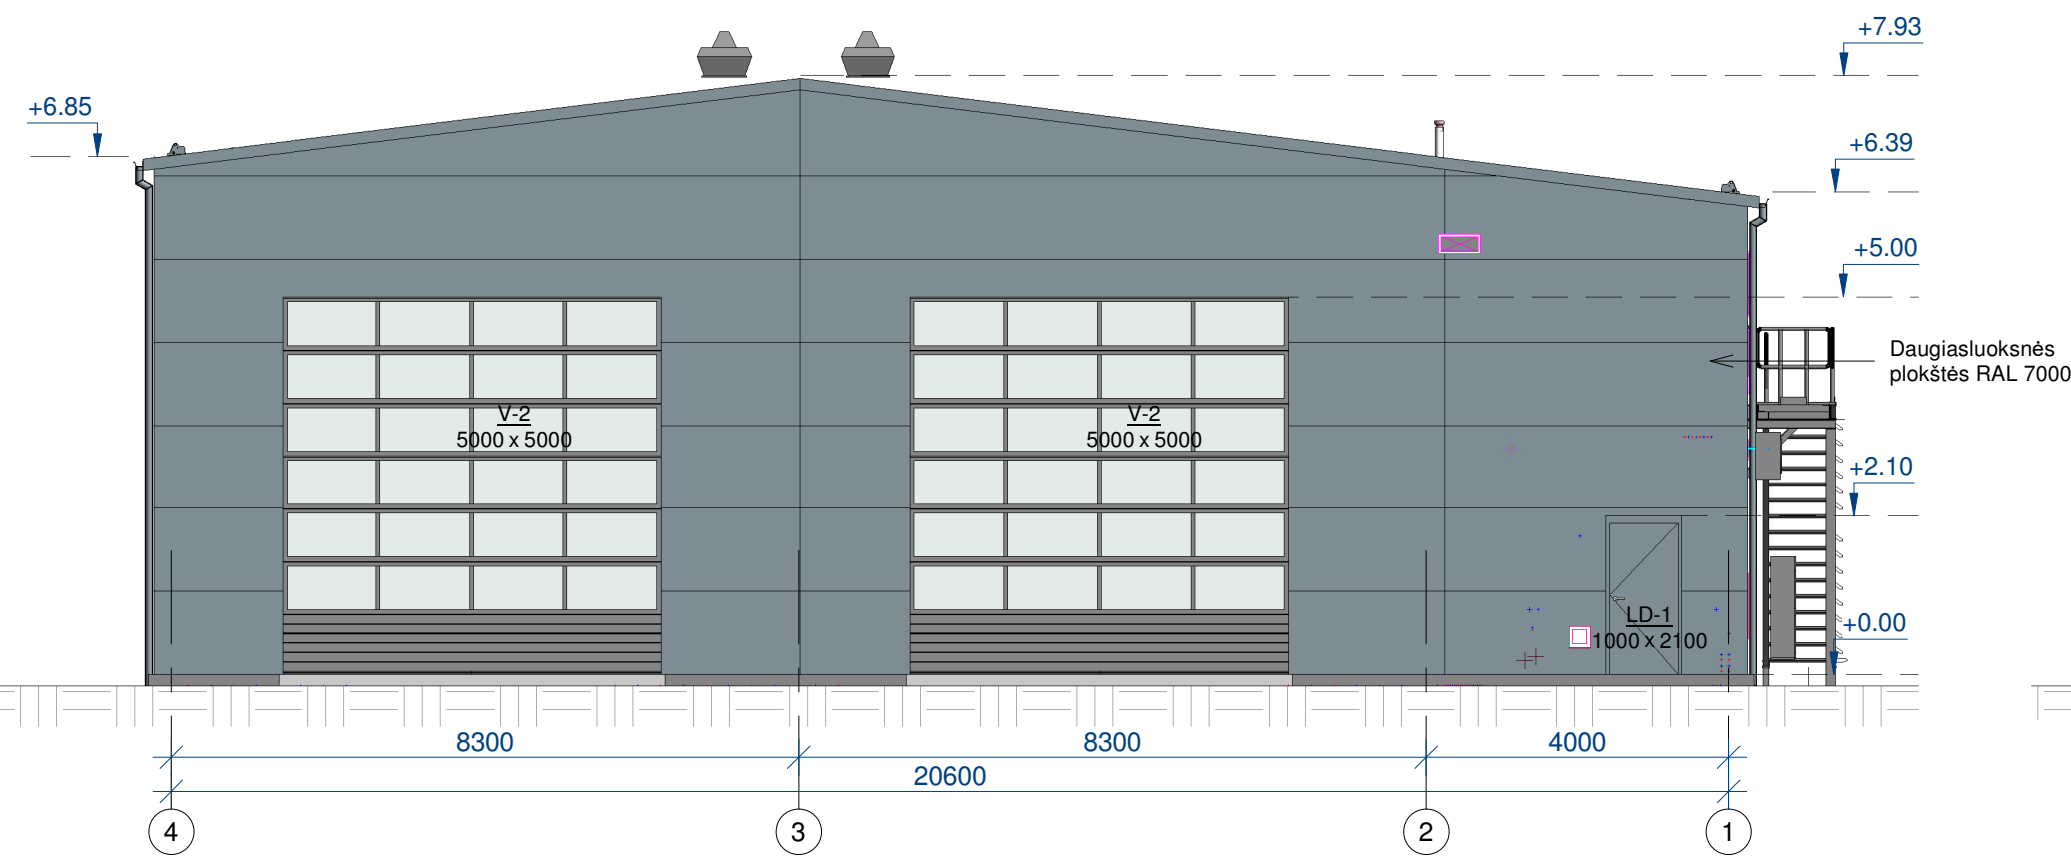 +7.93
+6.85
+6.39
+5.00
Daugiasluoksnės
plokštės RAL 7000
V-2
5000 x 5000
V-2
5000 x 5000
+2.10
LD-1
1000 x 2100
+0.00
8300
8300
4000
20600
4
3
2
1